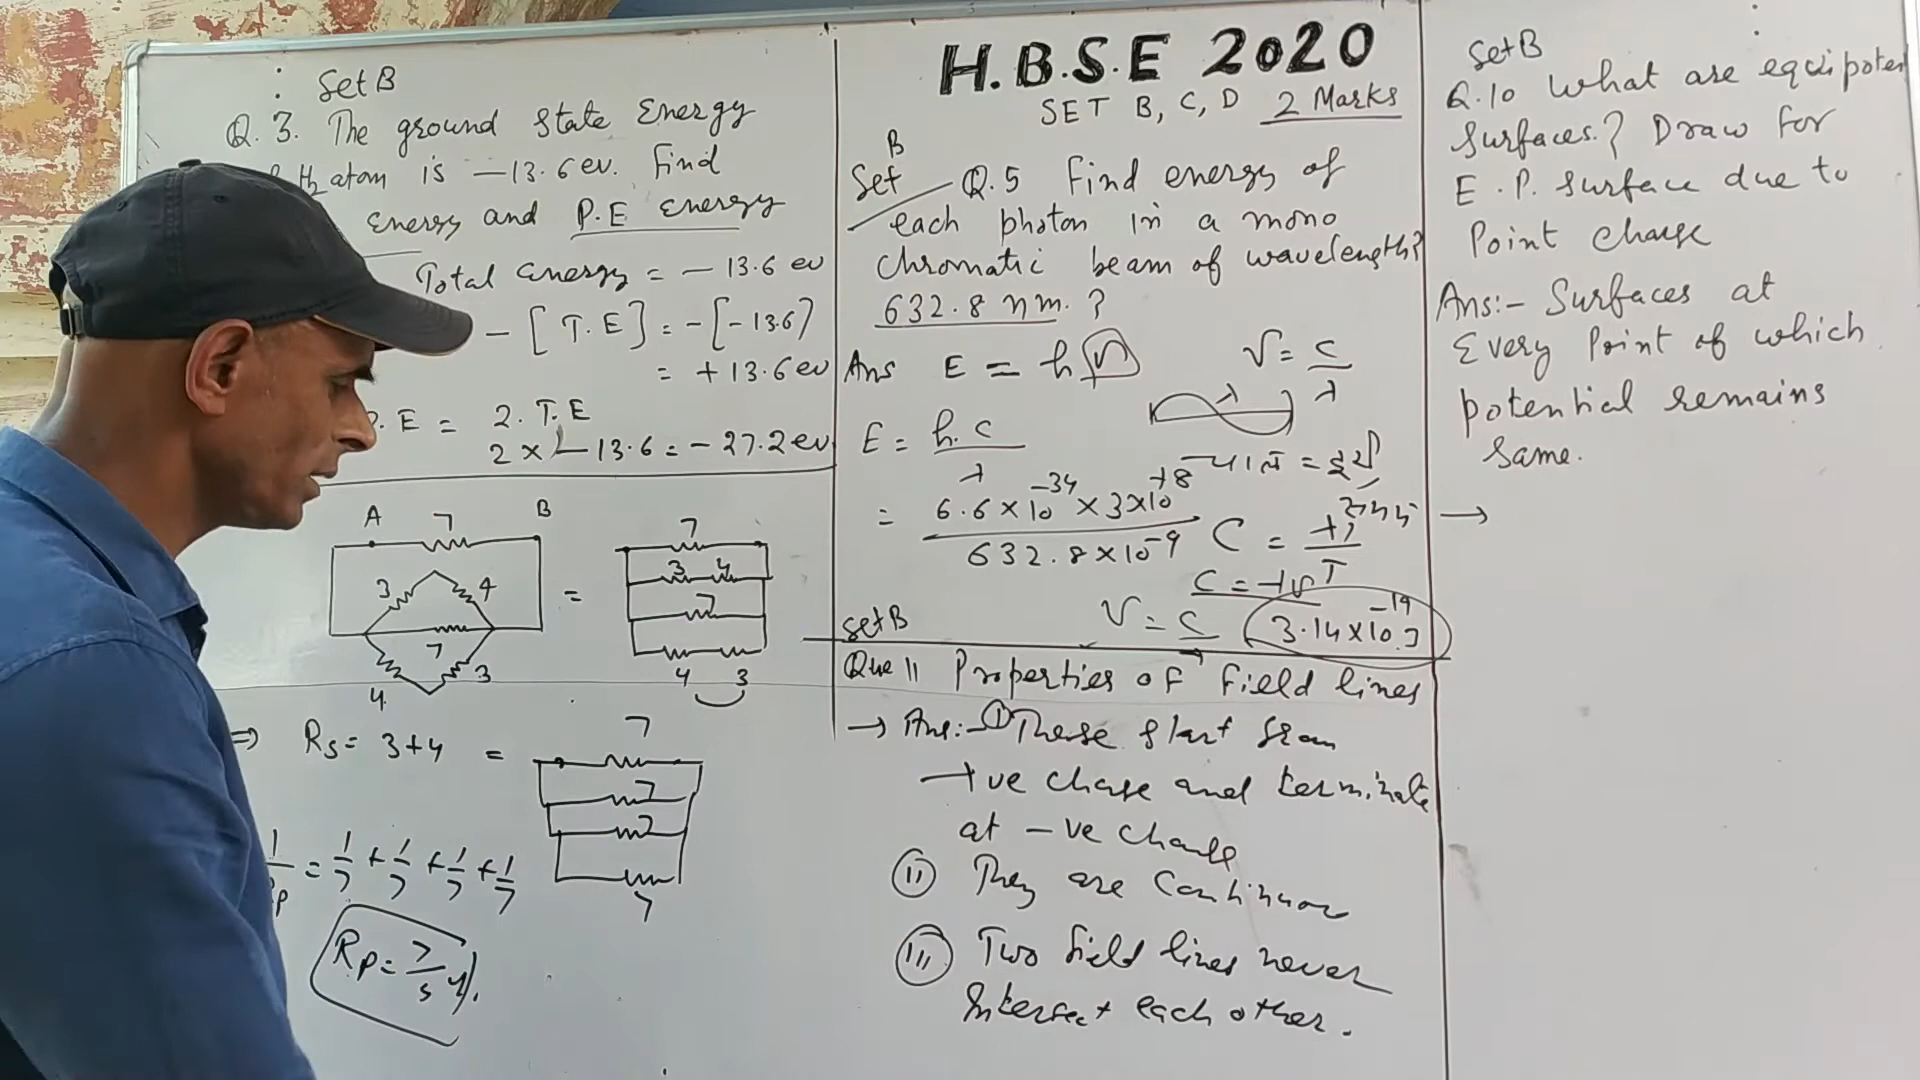 H.B.S.E 2020
SET B, C, D 2 Marks
Set B
Q. 3. The ground State Energy
H2 atom is — 13.6 ev. find
Energy and P.E Energy
Total energy = — 13.6 ev
- [ T.E ] = - [- 13.6]
= + 13.6 ev
. E = 2. T.E
2 × — 13.6 = - 27.2 ev
A 7 B
3 4
7
4 3
=
7
3 4
7
4 3
⇒ Rs = 3+4 =
7
7
7
7
1/p = 1/7 + 1/7 + 1/7 + 1/7
Rp = 7/
B
Set Q.5 find energy of
each photon in a mono
chromatic beam of wavelength?
632.8 nm. ?
Ans E = hν
ν = c/λ
λ
E = h.c/λ
= 6.6 × 10^-34 × 3×10^+8
632.8 × 10^-9
चाल = दूरी
समय
C = λ/T
C = λν
ν = c
3.14 × 10^-19 J
Set B
Que 11 Properties of field lines
→ Ans:- ① These start from
+ve charge and terminate
at -ve charge
(ii) They are Continuou
(iii) Two field lines never
Intersect each other.
Set B
Q.10 What are equipoten
Surfaces.? Draw for
E.P. Surface due to
Point Charge
Ans:- Surfaces at
Every Point of which
potential remains
Same.
→